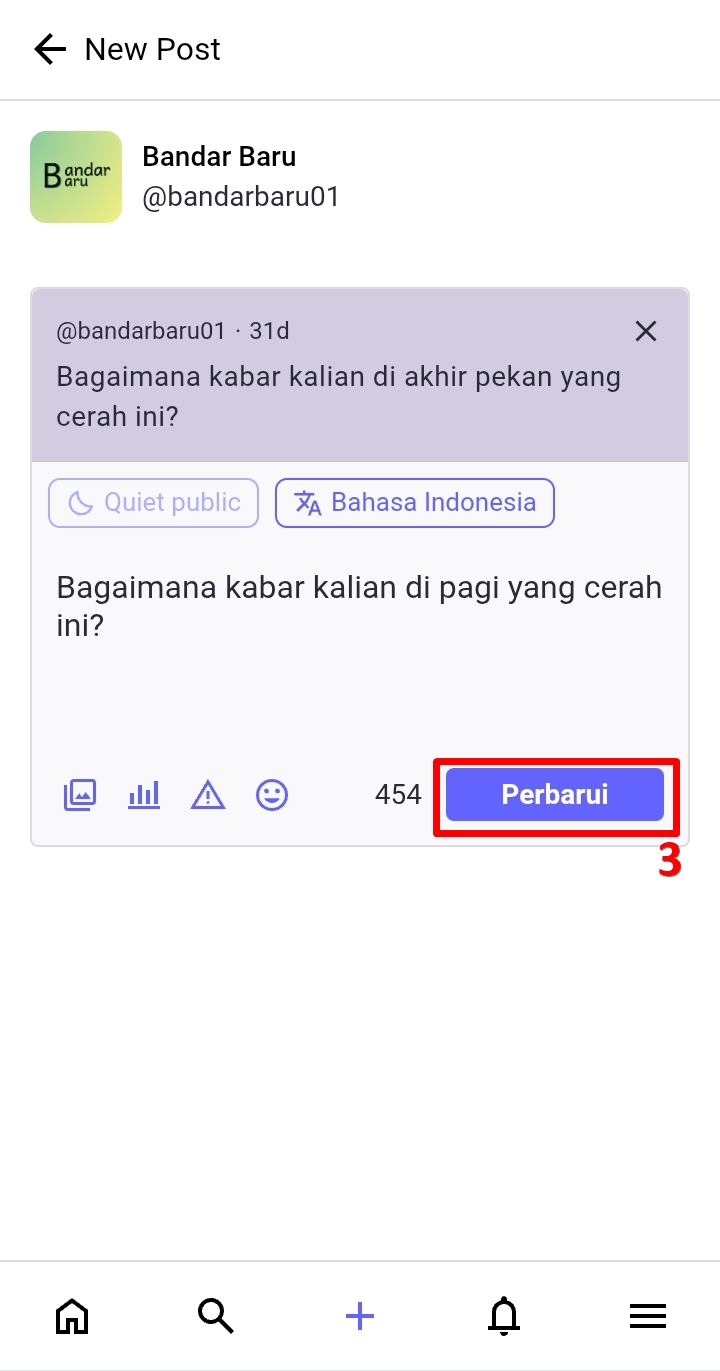 New Post
Bandar
Baru
Bandar Baru
@bandarbaru01
@bandarbaru01 · 31d
Bagaimana kabar kalian di akhir pekan yang
cerah ini?
Quiet public
Bahasa Indonesia
Bagaimana kabar kalian di pagi yang cerah
ini?
454
Perbarui
3